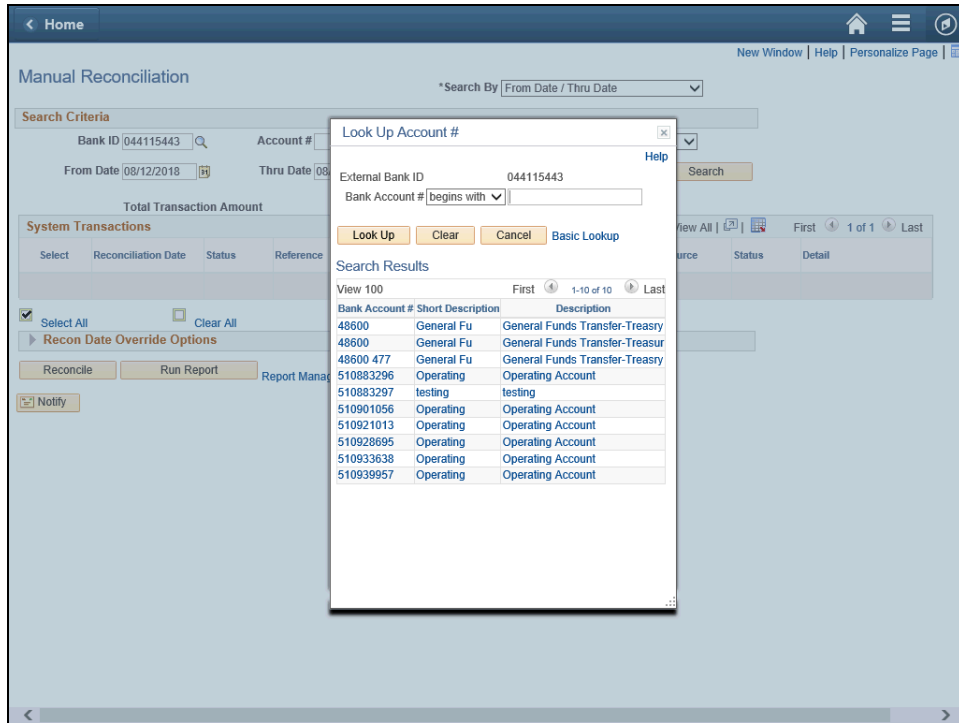 Home
New Window | Help | Personalize Page |
Manual Reconciliation
*Search By From Date / Thru Date
Search Criteria
Bank ID 044115443 Account #
From Date 08/12/2018 Thru Date 08 Search
Total Transaction Amount
System Transactions View All | First 1 of 1 Last
Select Reconciliation Date Status Reference Status Detail
Select All Clear All
Recon Date Override Options
Reconcile Run Report
Notify
Look Up Account #
Help
External Bank ID 044115443
Bank Account # begins with
Look Up Clear Cancel Basic Lookup
Search Results
View 100 First 1-10 of 10 Last
Bank Account # Short Description Description
48600 General Fu General Funds Transfer-Treasry
48600 General Fu General Funds Transfer-Treasur
48600 477 General Fu General Funds Transfer-Treasry
510883296 Operating Operating Account
510883297 testing testing
510901056 Operating Operating Account
510921013 Operating Operating Account
510928695 Operating Operating Account
510933638 Operating Operating Account
510939957 Operating Operating Account